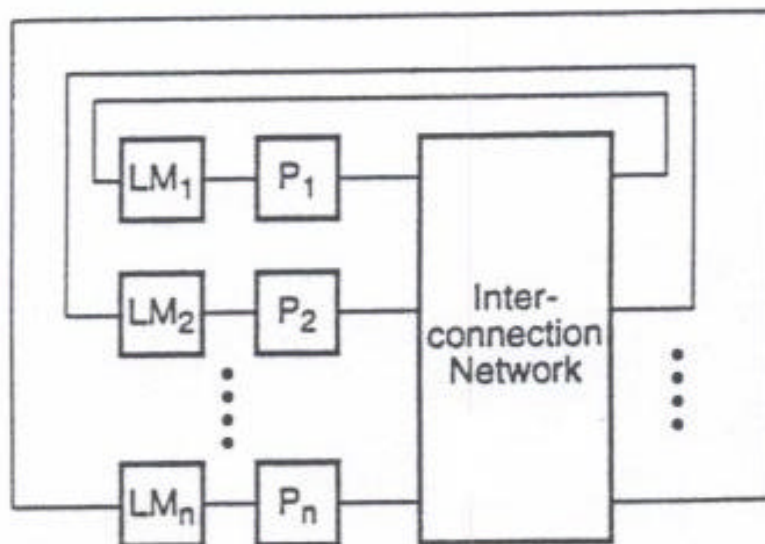 LM₁ P₁
LM₂ P₂
Inter-
connection
Network
LMₙ Pₙ